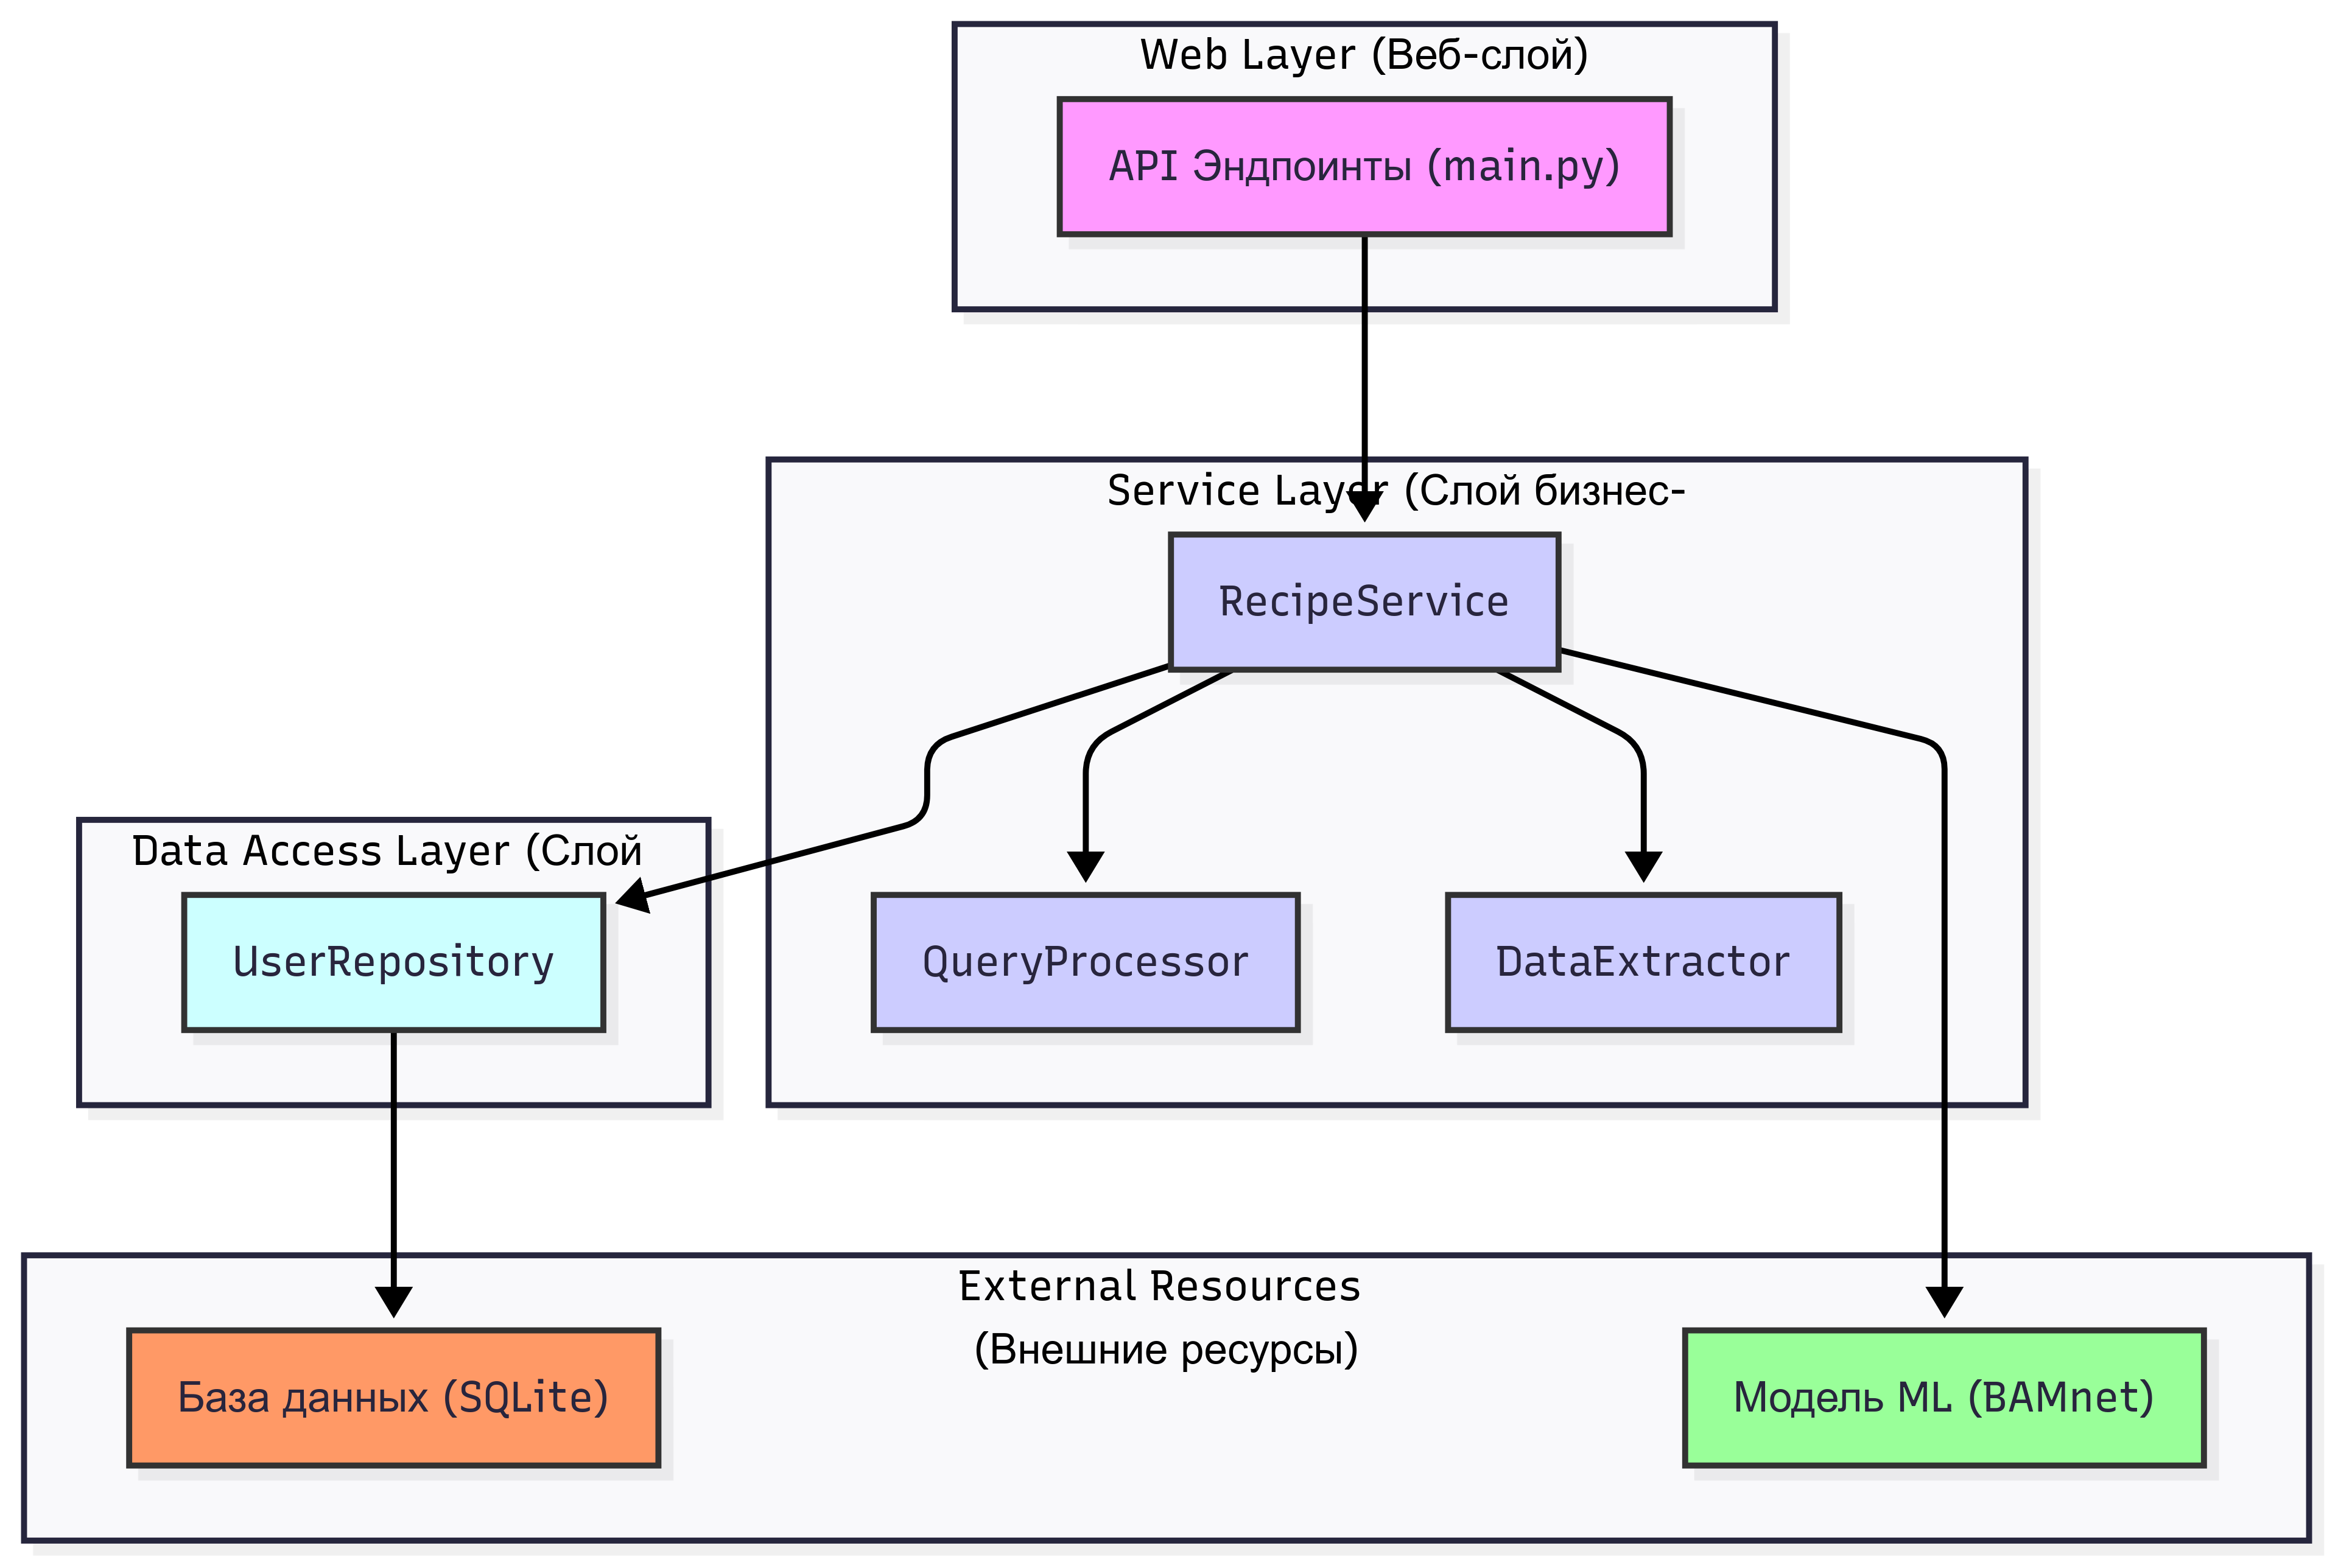 Web Layer (Веб-слой)
API Эндпоинты (main.py)
Service Layer (Слой бизнес-
RecipeService
Data Access Layer (Слой
UserRepository
QueryProcessor
DataExtractor
External Resources
(Внешние ресурсы)
База данных (SQLite)
Модель ML (BAMnet)